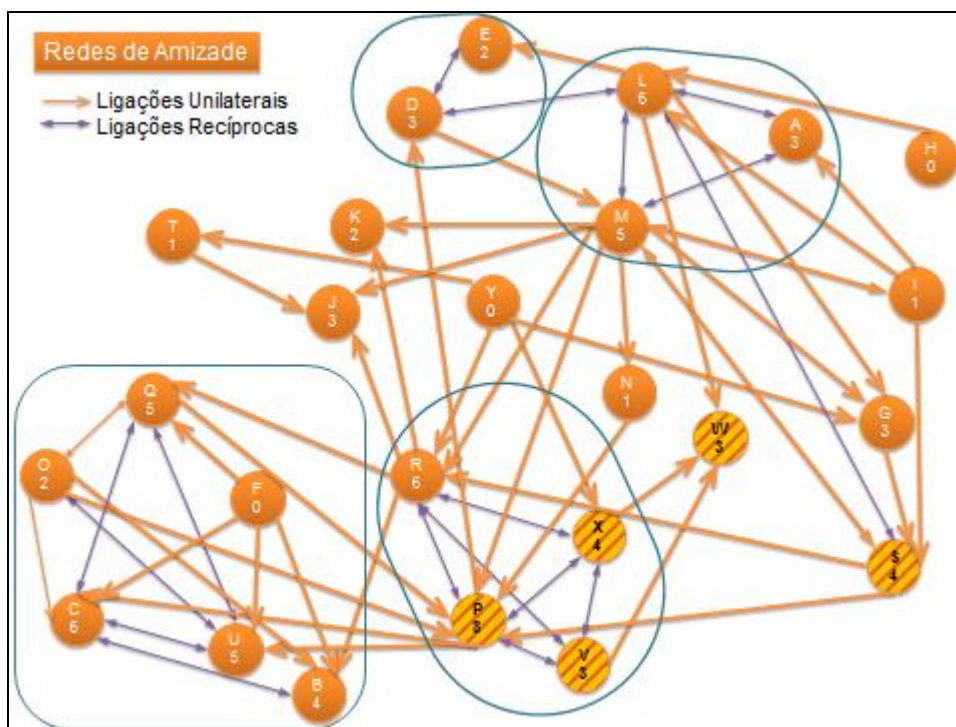 Redes de Amizade
Ligações Unilaterais
Ligações Recíprocas
E
2
L
6
D
3
A
3
H
0
K
2
M
5
T
1
J
3
Y
0
I
1
Q
5
N
1
G
3
W
3
O
2
F
0
R
6
X
4
S
4
C
6
U
5
P
8
V
3
B
4